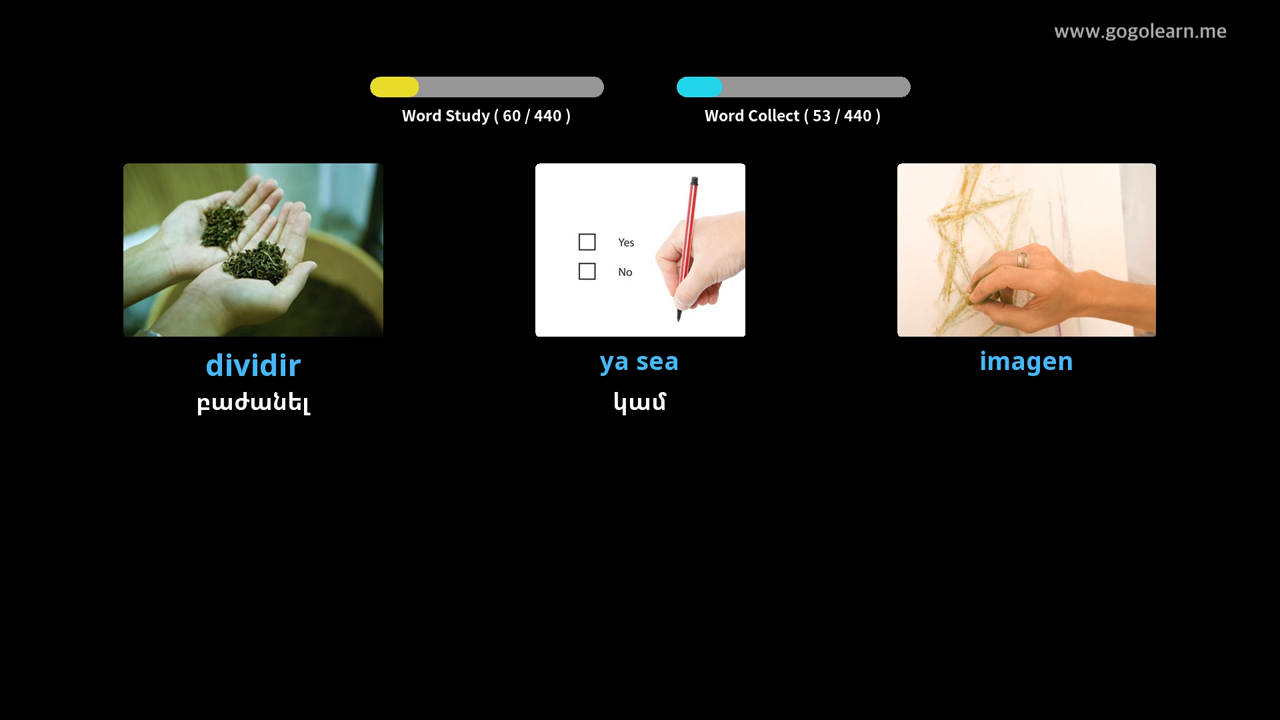 www.gogolearn.me
Word Study ( 60 / 440 )
Word Collect ( 53 / 440 )
Yes
No
dividir
ya sea
imagen
բաժանել
կամ